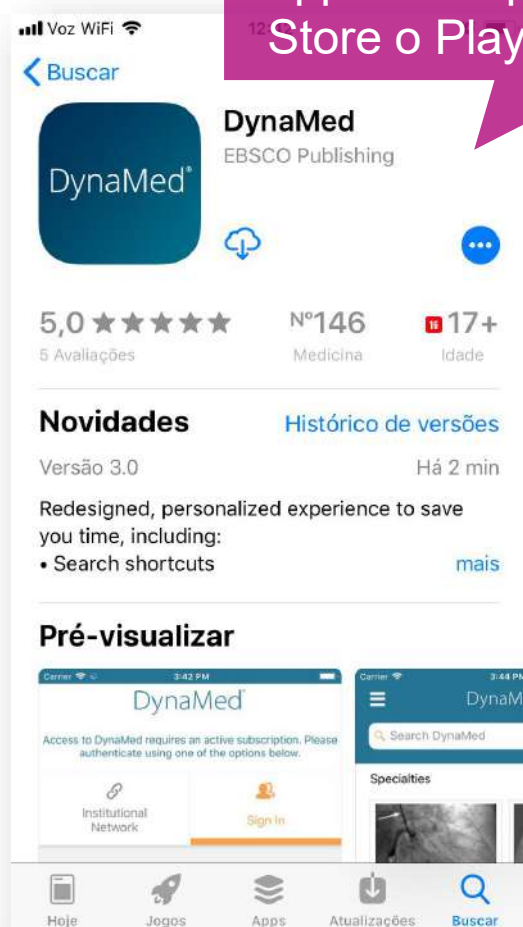 Store o Play
Voz WiFi
Buscar
DynaMed
EBSCO Publishing
DynaMed®
5,0 ★★★★★
Nº146
17+
5 Avaliações
Medicina
Idade
Novidades
Histórico de versões
Versão 3.0
Há 2 min
Redesigned, personalized experience to save
you time, including:
• Search shortcuts
mais
Pré-visualizar
Carrier
3:42 PM
DynaMed
Access to DynaMed requires an active subscription. Please
authenticate using one of the options below.
Institutional
Network
Sign In
Carrier
3:44 PM
DynaM
Search DynaMed
Specialties
Hoje
Jogos
Apps
Atualizações
Buscar